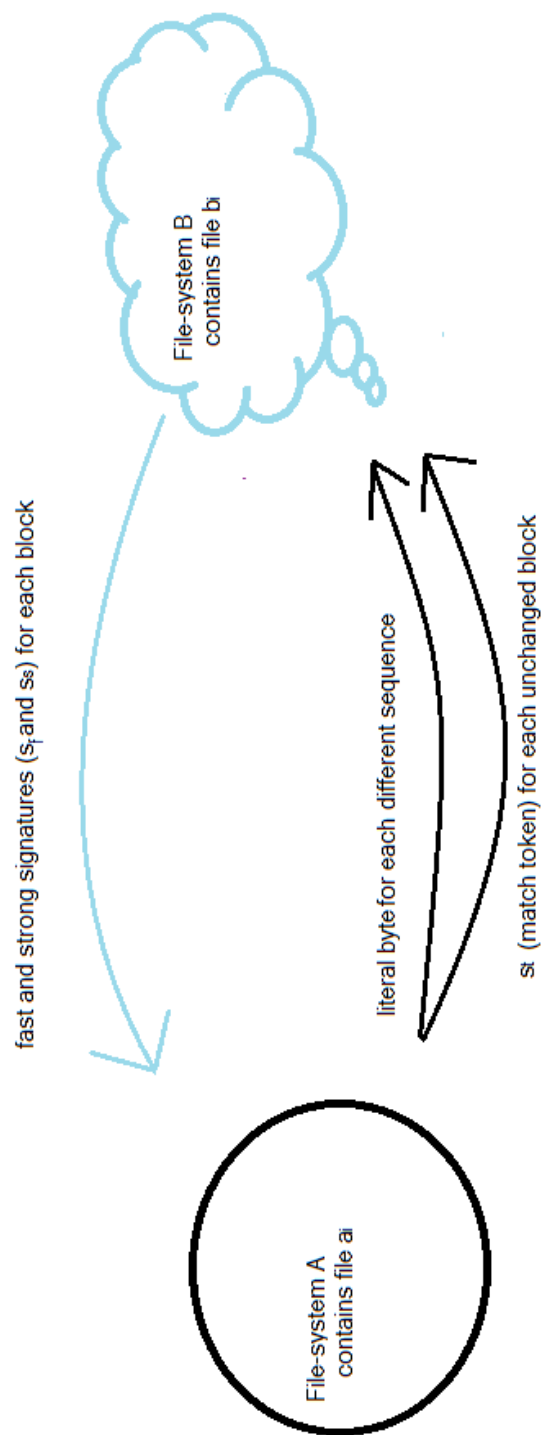 fast and strong signatures (sf and ss) for each block
File-system A
contains file ai
File-system B
contains file bi
literal byte for each different sequence
st (match token) for each unchanged block